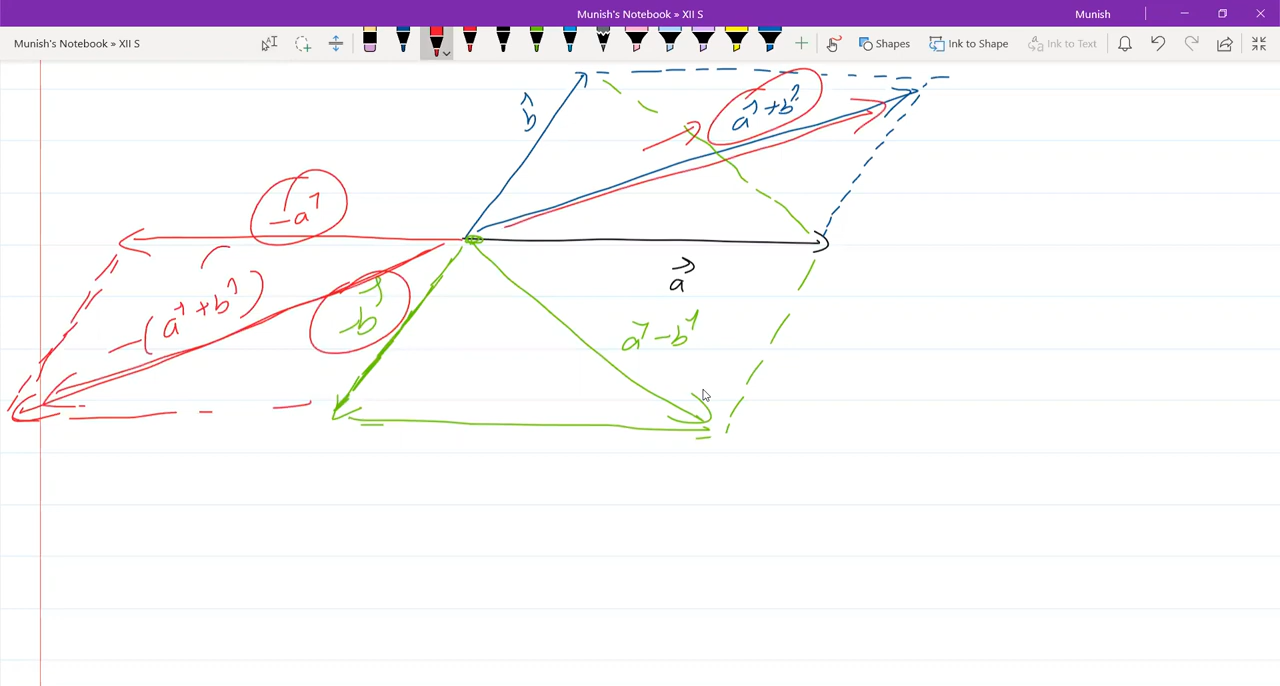 Munish's Notebook » XII S
Munish
Munish's Notebook » XII S
Shapes
Ink to Shape
Ink to Text
b⃗
a⃗ + b⃗
-a⃗
-(a⃗ + b⃗)
-b⃗
a⃗
a⃗ - b⃗